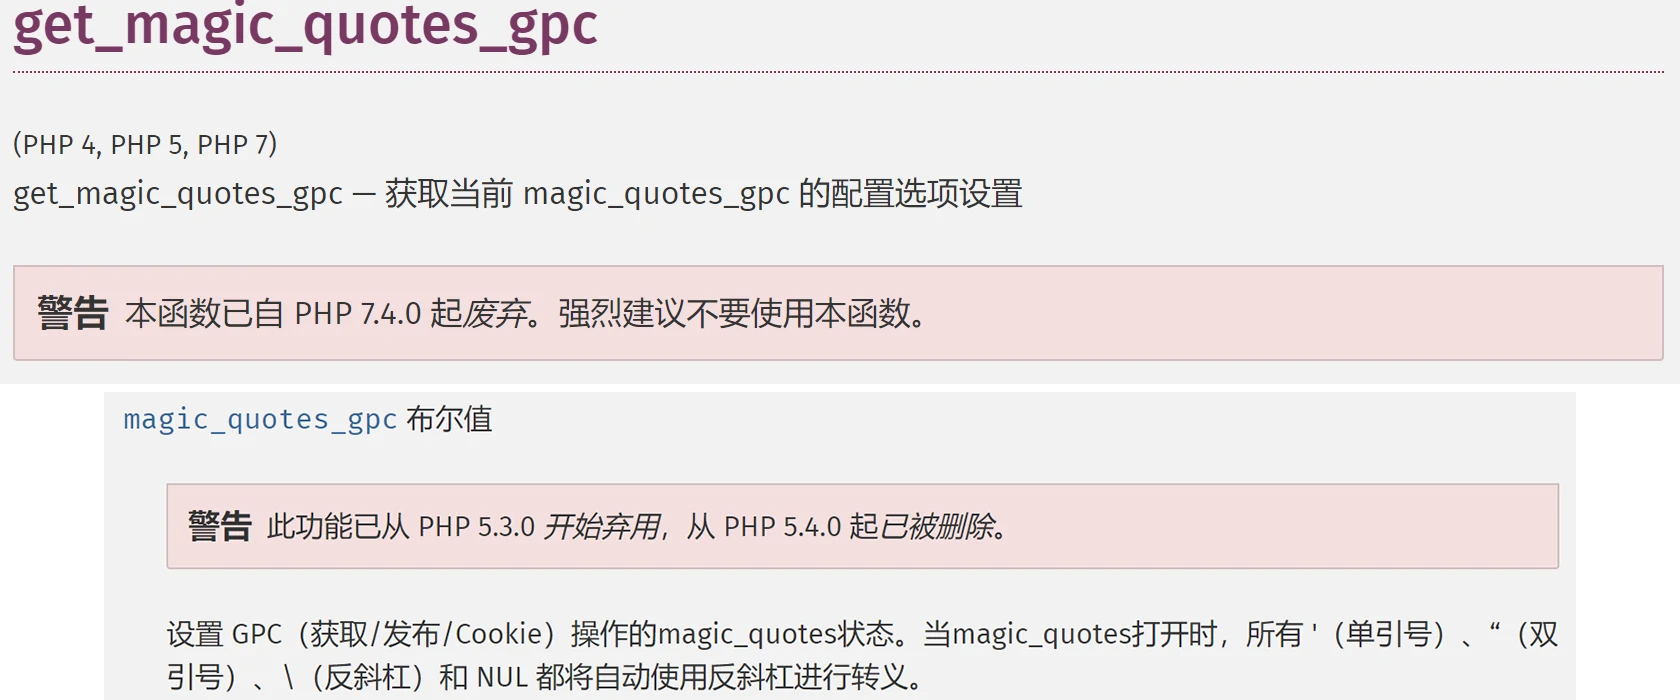 get_magic_quotes_gpc
(PHP 4, PHP 5, PHP 7)
get_magic_quotes_gpc — 获取当前 magic_quotes_gpc 的配置选项设置
警告 本函数已自 PHP 7.4.0 起废弃。强烈建议不要使用本函数。
magic_quotes_gpc 布尔值
警告 此功能已从 PHP 5.3.0 开始弃用，从 PHP 5.4.0 起已被删除。
设置 GPC（获取/发布/Cookie）操作的magic_quotes状态。当magic_quotes打开时，所有 '（单引号）、“（双
引号）、\（反斜杠）和 NUL 都将自动使用反斜杠进行转义。